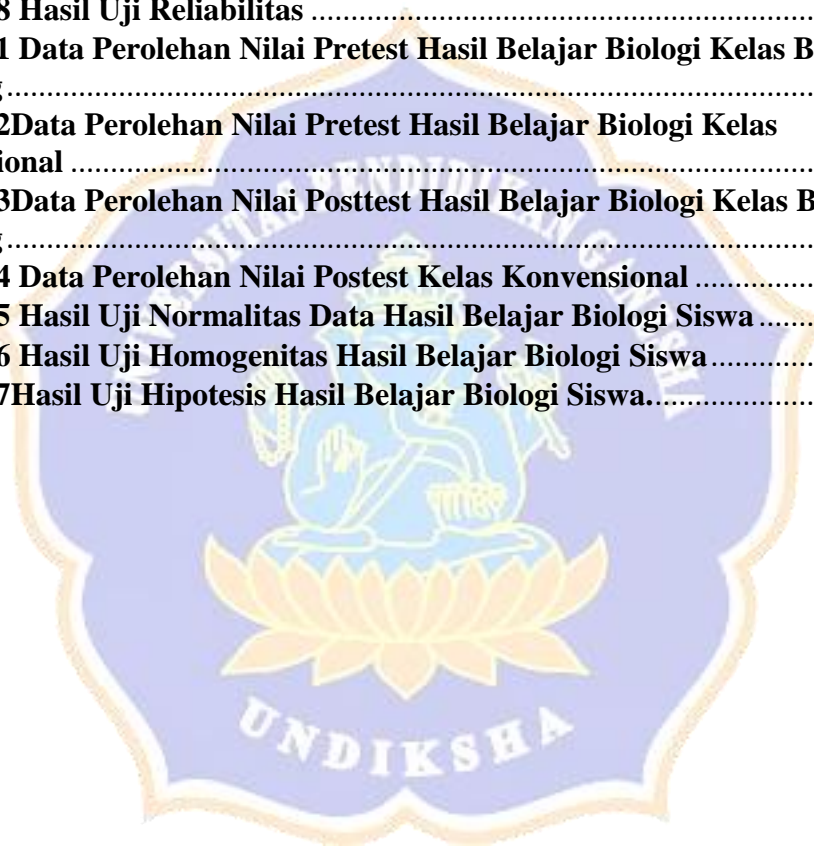 8 Hasil Uji Reliabilitas ........................................................................
1 Data Perolehan Nilai Pretest Hasil Belajar Biologi Kelas B
g ........................................................................
2Data Perolehan Nilai Pretest Hasil Belajar Biologi Kelas
ional ........................................................................
3Data Perolehan Nilai Posttest Hasil Belajar Biologi Kelas B
g ........................................................................
4 Data Perolehan Nilai Postest Kelas Konvensional ..................
5 Hasil Uji Normalitas Data Hasil Belajar Biologi Siswa ........
6 Hasil Uji Homogenitas Hasil Belajar Biologi Siswa ................
7Hasil Uji Hipotesis Hasil Belajar Biologi Siswa. .....................
UNIVERSITAS PENDIDIKAN GANESHA
UNDIKSHA